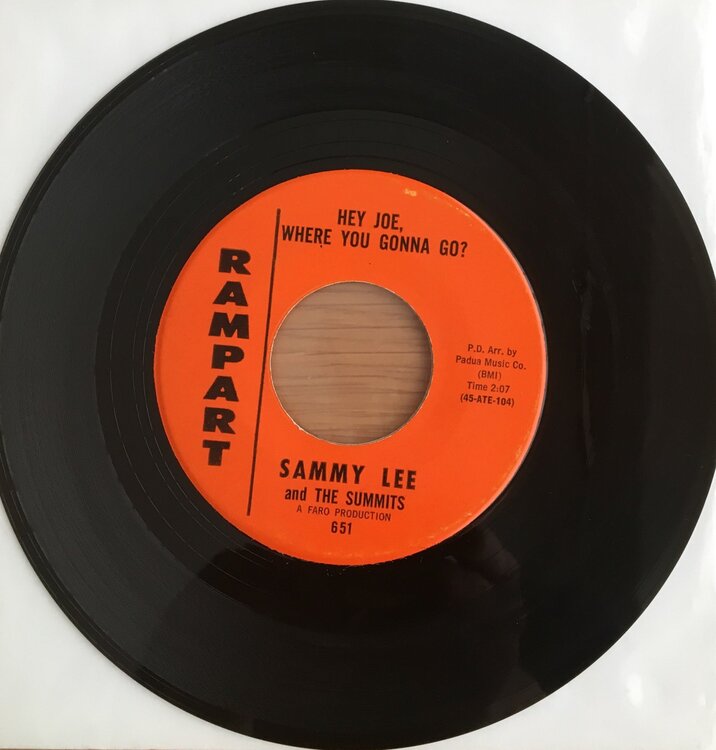 HEY JOE,
WHERE YOU GONNA GO?
RAMPART
P.D. Arr. by
Padua Music Co.
(BMI)
Time 2:07
(45-ATE-104)
SAMMY LEE
and THE SUMMITS
A FARO PRODUCTION
651